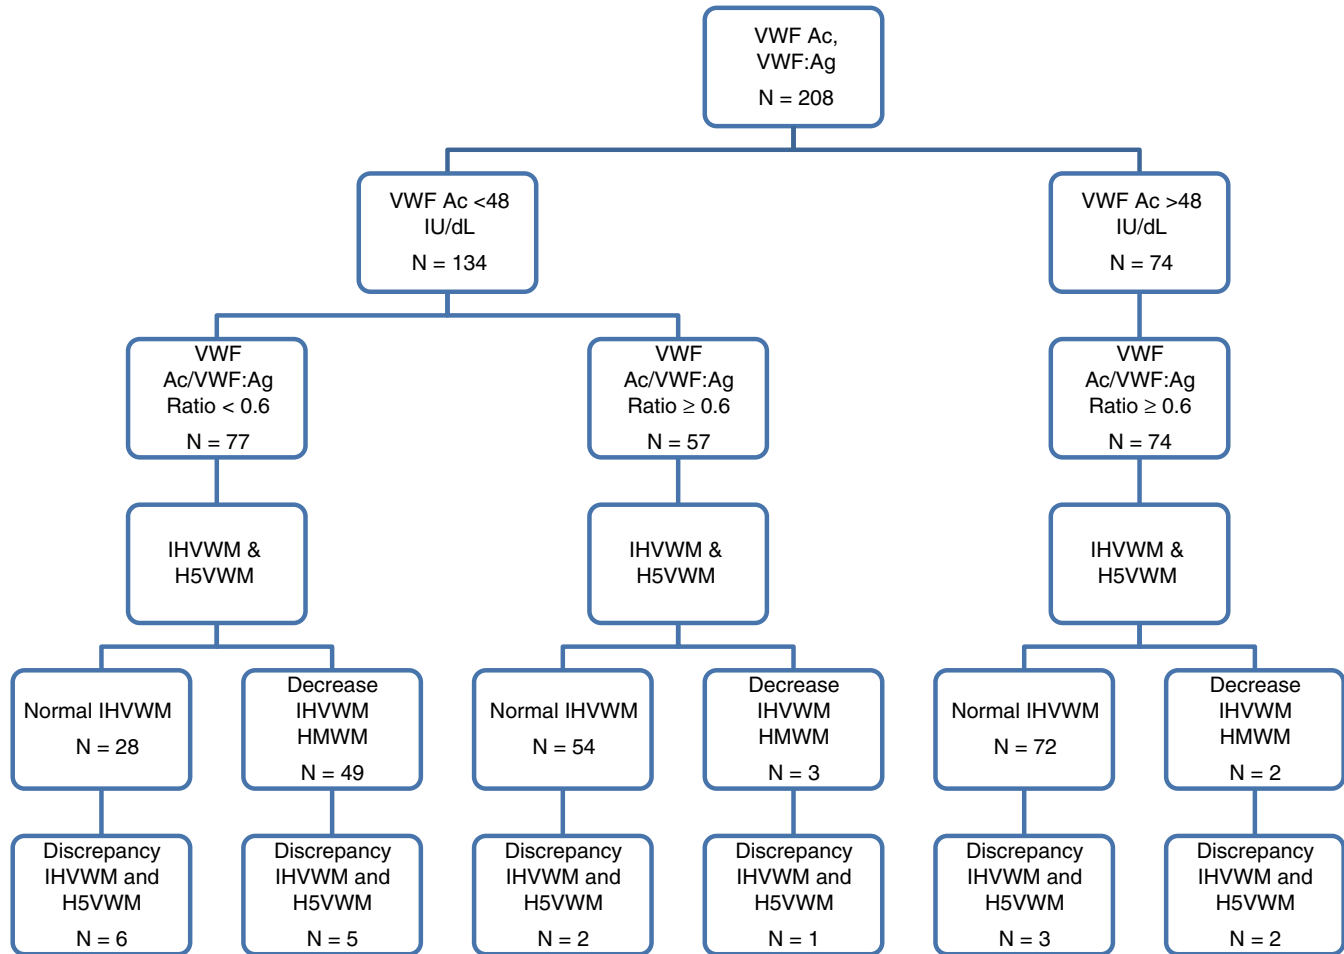 VWF Ac,
VWF:Ag
N = 208
VWF Ac <48
IU/dL
N = 134
VWF Ac >48
IU/dL
N = 74
VWF
Ac/VWF:Ag
Ratio < 0.6
N = 77
VWF
Ac/VWF:Ag
Ratio ≥ 0.6
N = 57
VWF
Ac/VWF:Ag
Ratio ≥ 0.6
N = 74
IHVWM &
H5VWM
IHVWM &
H5VWM
IHVWM &
H5VWM
Normal IHVWM
N = 28
Decrease
IHVWM
HMWM
N = 49
Normal IHVWM
N = 54
Decrease
IHVWM
HMWM
N = 3
Normal IHVWM
N = 72
Decrease
IHVWM
HMWM
N = 2
Discrepancy
IHVWM and
H5VWM
N = 6
Discrepancy
IHVWM and
H5VWM
N = 5
Discrepancy
IHVWM and
H5VWM
N = 2
Discrepancy
IHVWM and
H5VWM
N = 1
Discrepancy
IHVWM and
H5VWM
N = 3
Discrepancy
IHVWM and
H5VWM
N = 2